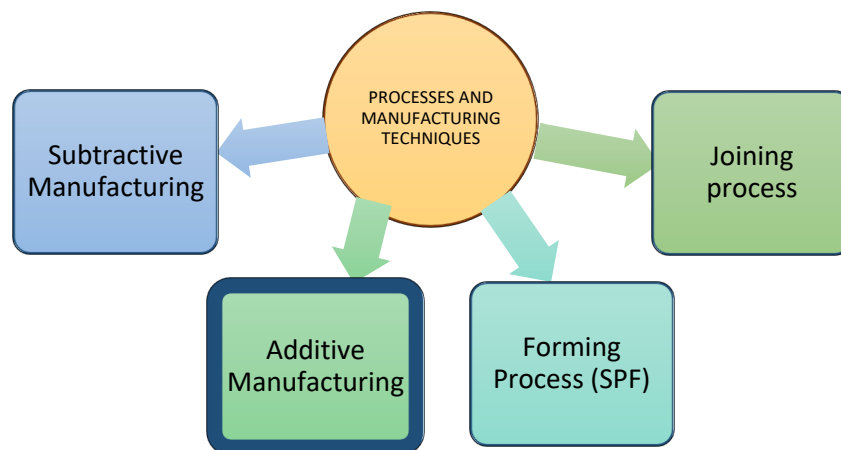 PROCESSES AND
MANUFACTURING
TECHNIQUES
Subtractive
Manufacturing
Joining
process
Additive
Manufacturing
Forming
Process (SPF)